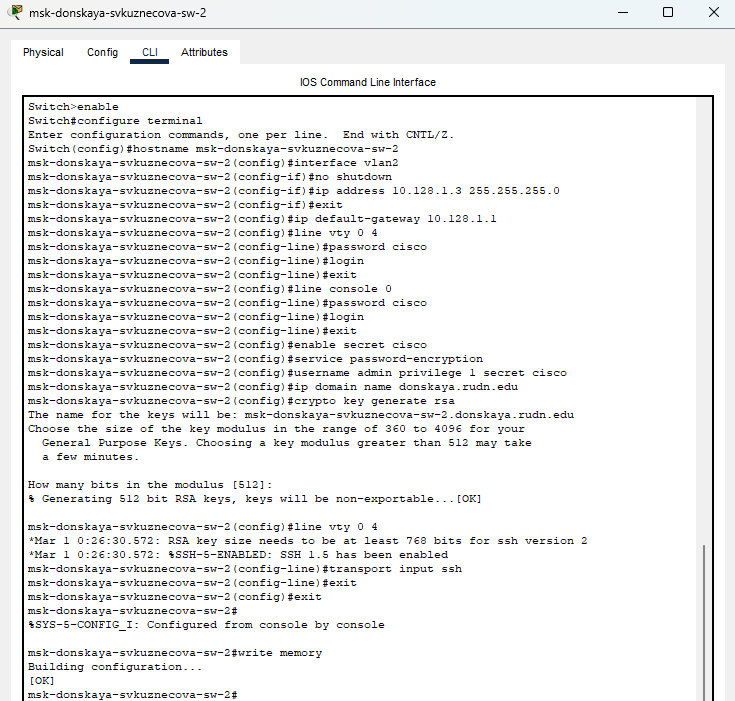 msk-donskaya-svkuznecova-sw-2
Physical Config CLI Attributes
IOS Command Line Interface
Switch>enable
Switch#configure terminal
Enter configuration commands, one per line.  End with CNTL/Z.
Switch(config)#hostname msk-donskaya-svkuznecova-sw-2
msk-donskaya-svkuznecova-sw-2(config)#interface vlan2
msk-donskaya-svkuznecova-sw-2(config-if)#no shutdown
msk-donskaya-svkuznecova-sw-2(config-if)#ip address 10.128.1.3 255.255.255.0
msk-donskaya-svkuznecova-sw-2(config-if)#exit
msk-donskaya-svkuznecova-sw-2(config)#ip default-gateway 10.128.1.1
msk-donskaya-svkuznecova-sw-2(config)#line vty 0 4
msk-donskaya-svkuznecova-sw-2(config-line)#password cisco
msk-donskaya-svkuznecova-sw-2(config-line)#login
msk-donskaya-svkuznecova-sw-2(config-line)#exit
msk-donskaya-svkuznecova-sw-2(config)#line console 0
msk-donskaya-svkuznecova-sw-2(config-line)#password cisco
msk-donskaya-svkuznecova-sw-2(config-line)#login
msk-donskaya-svkuznecova-sw-2(config-line)#exit
msk-donskaya-svkuznecova-sw-2(config)#enable secret cisco
msk-donskaya-svkuznecova-sw-2(config)#service password-encryption
msk-donskaya-svkuznecova-sw-2(config)#username admin privilege 1 secret cisco
msk-donskaya-svkuznecova-sw-2(config)#ip domain name donskaya.rudn.edu
msk-donskaya-svkuznecova-sw-2(config)#crypto key generate rsa
The name for the keys will be: msk-donskaya-svkuznecova-sw-2.donskaya.rudn.edu
Choose the size of the key modulus in the range of 360 to 4096 for your
  General Purpose Keys. Choosing a key modulus greater than 512 may take
  a few minutes.
How many bits in the modulus [512]:
% Generating 512 bit RSA keys, keys will be non-exportable...[OK]
msk-donskaya-svkuznecova-sw-2(config)#line vty 0 4
*Mar 1 0:26:30.572: RSA key size needs to be at least 768 bits for ssh version 2
*Mar 1 0:26:30.572: %SSH-5-ENABLED: SSH 1.5 has been enabled
msk-donskaya-svkuznecova-sw-2(config-line)#transport input ssh
msk-donskaya-svkuznecova-sw-2(config-line)#exit
msk-donskaya-svkuznecova-sw-2(config)#exit
msk-donskaya-svkuznecova-sw-2#
%SYS-5-CONFIG_I: Configured from console by console
msk-donskaya-svkuznecova-sw-2#write memory
Building configuration...
[OK]
msk-donskaya-svkuznecova-sw-2#